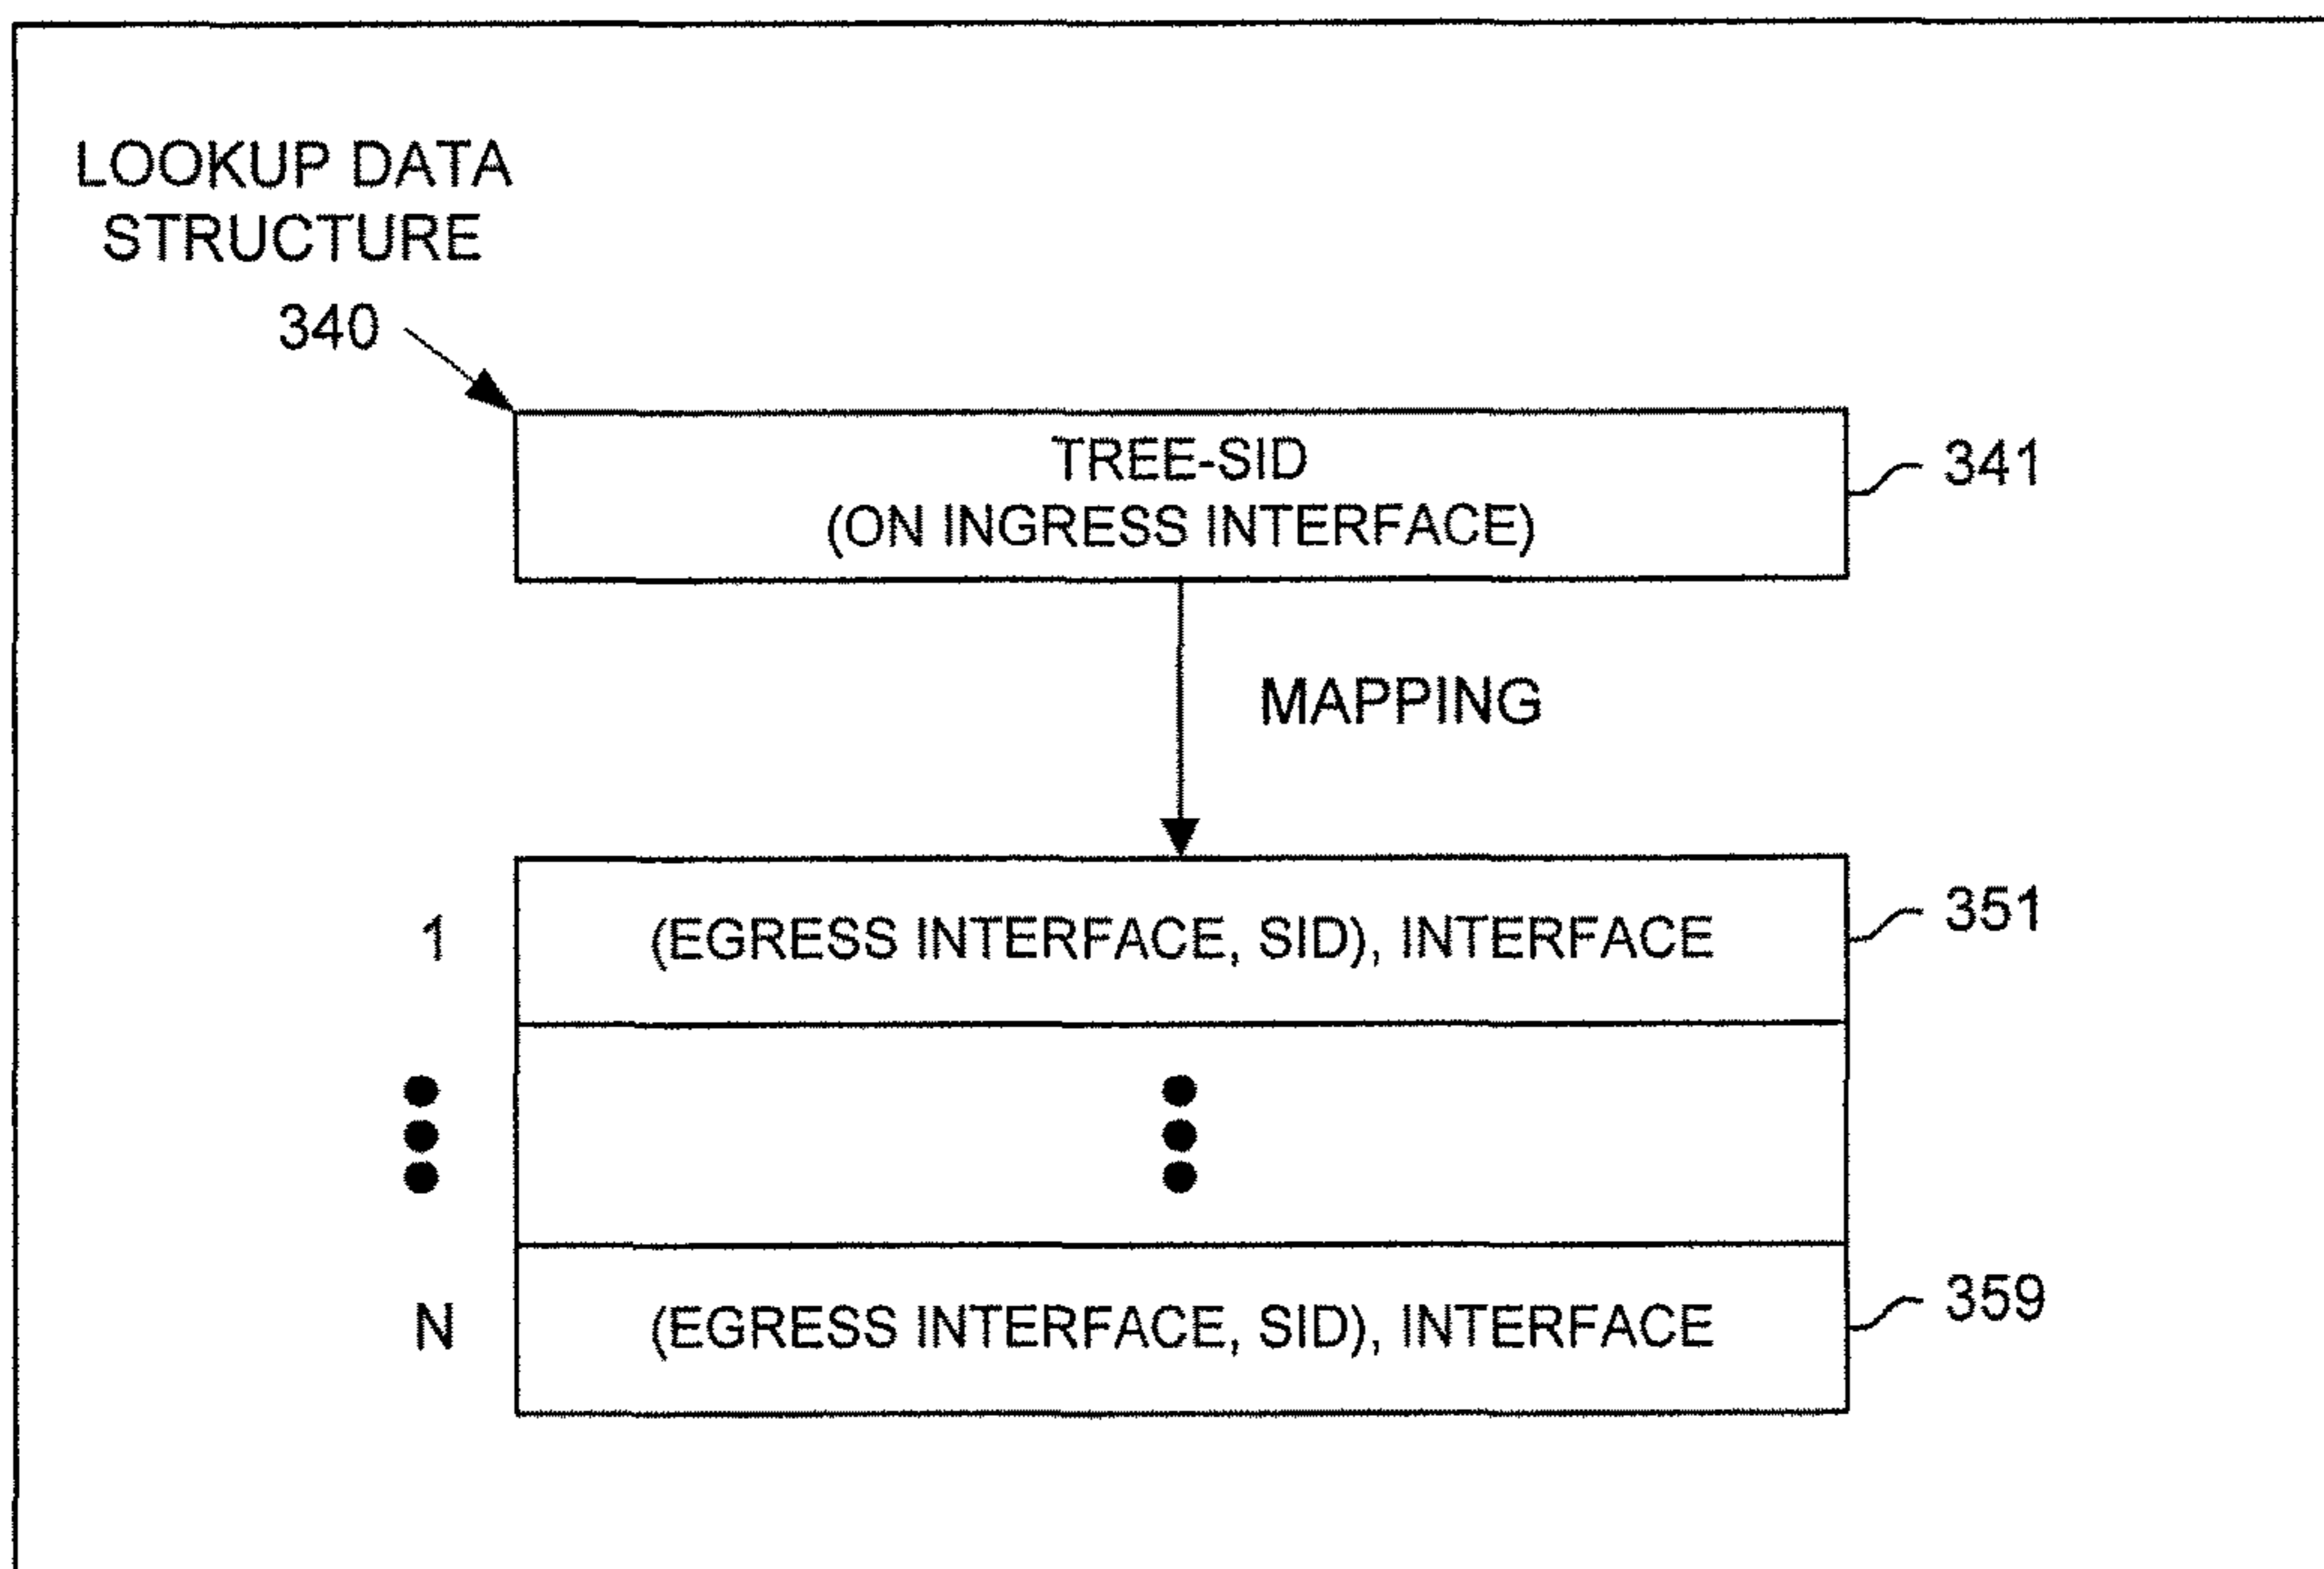 LOOKUP DATA
STRUCTURE
340
TREE-SID
(ON INGRESS INTERFACE)
341
MAPPING
1
(EGRESS INTERFACE, SID), INTERFACE
351
N
(EGRESS INTERFACE, SID), INTERFACE
359